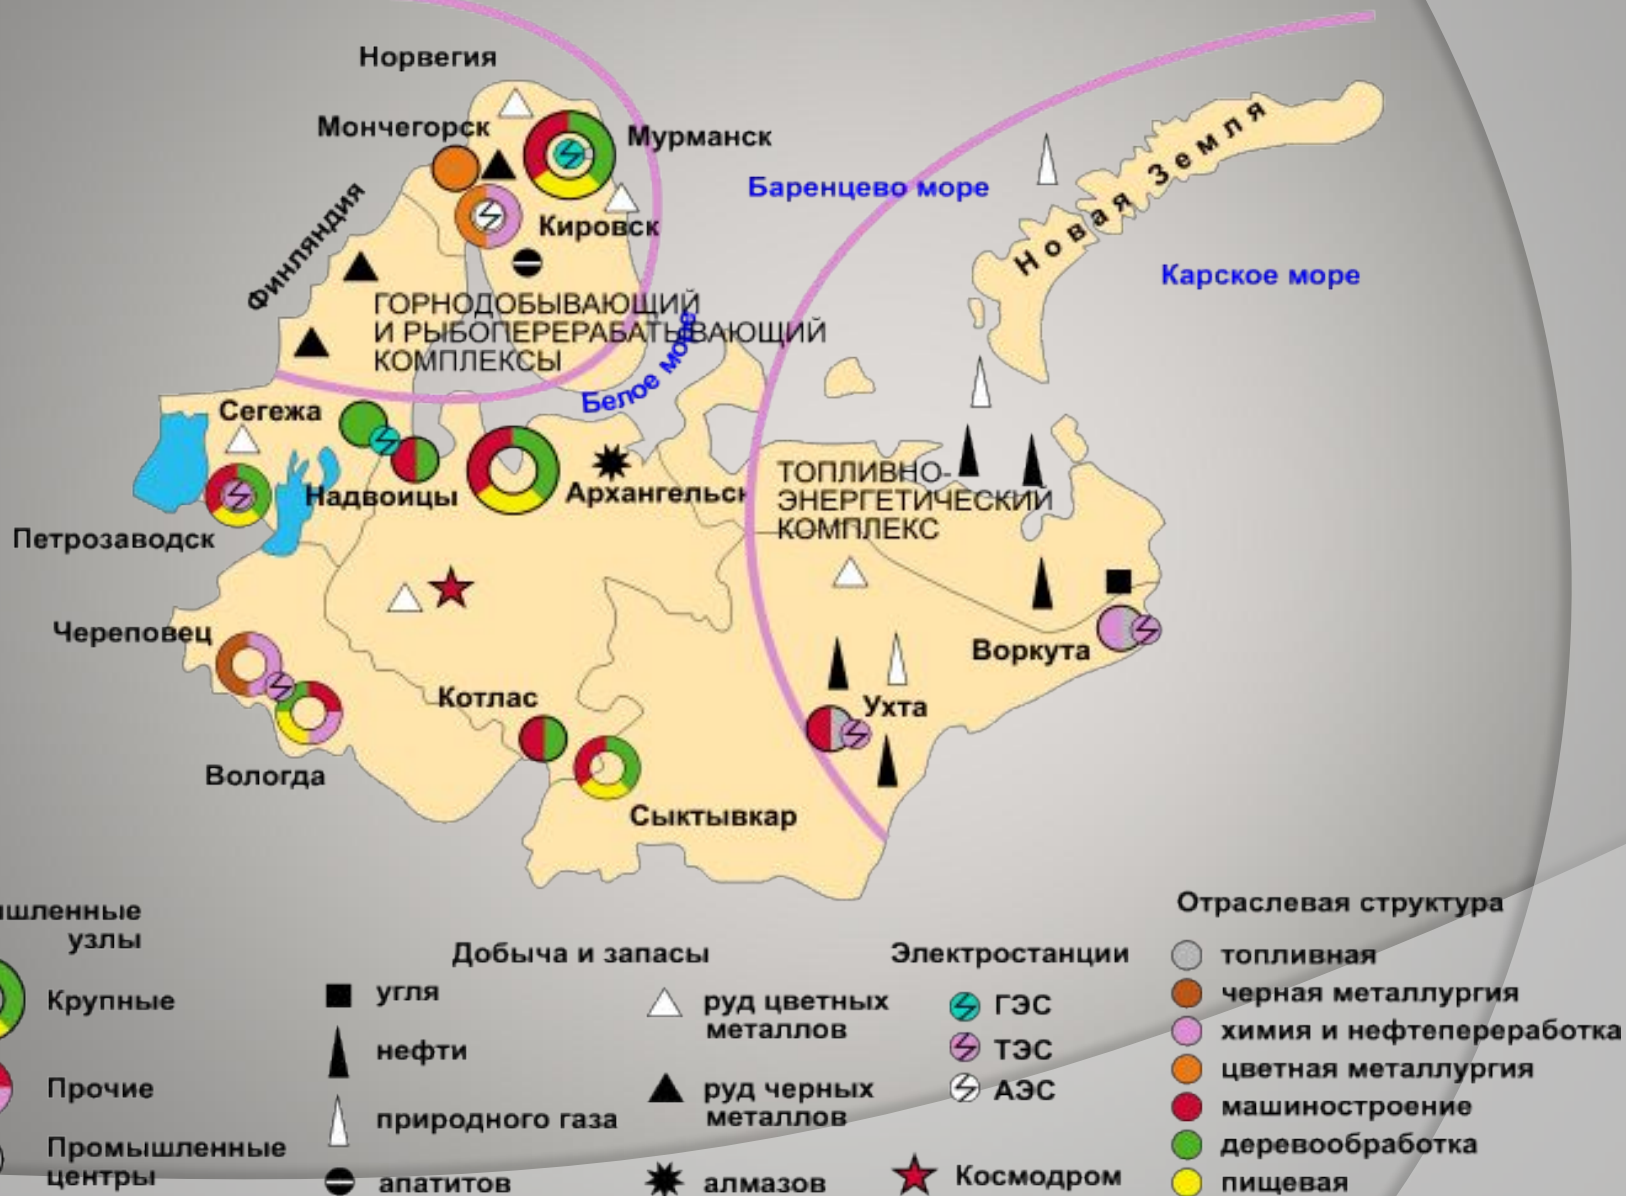 Норвегия
Мончегорск
Мурманск
Баренцево море
Новая Земля
Финляндия
Кировск
Карское море
ГОРНОДОБЫВАЮЩИЙ
И РЫБОПЕРЕРАБАТЫВАЮЩИЙ
КОМПЛЕКСЫ
Белое море
Сегежа
Надвоицы
Архангельск
ТОПЛИВНО-
ЭНЕРГЕТИЧЕСКИЙ
КОМПЛЕКС
Петрозаводск
Череповец
Воркута
Котлас
Ухта
Вологда
Сыктывкар
шленные
узлы
Крупные
Прочие
Промышленные
центры
Добыча и запасы
угля
нефти
природного газа
апатитов
руд цветных
металлов
руд черных
металлов
алмазов
Электростанции
ГЭС
ТЭС
АЭС
Космодром
Отраслевая структура
топливная
черная металлургия
химия и нефтепереработка
цветная металлургия
машиностроение
деревообработка
пищевая